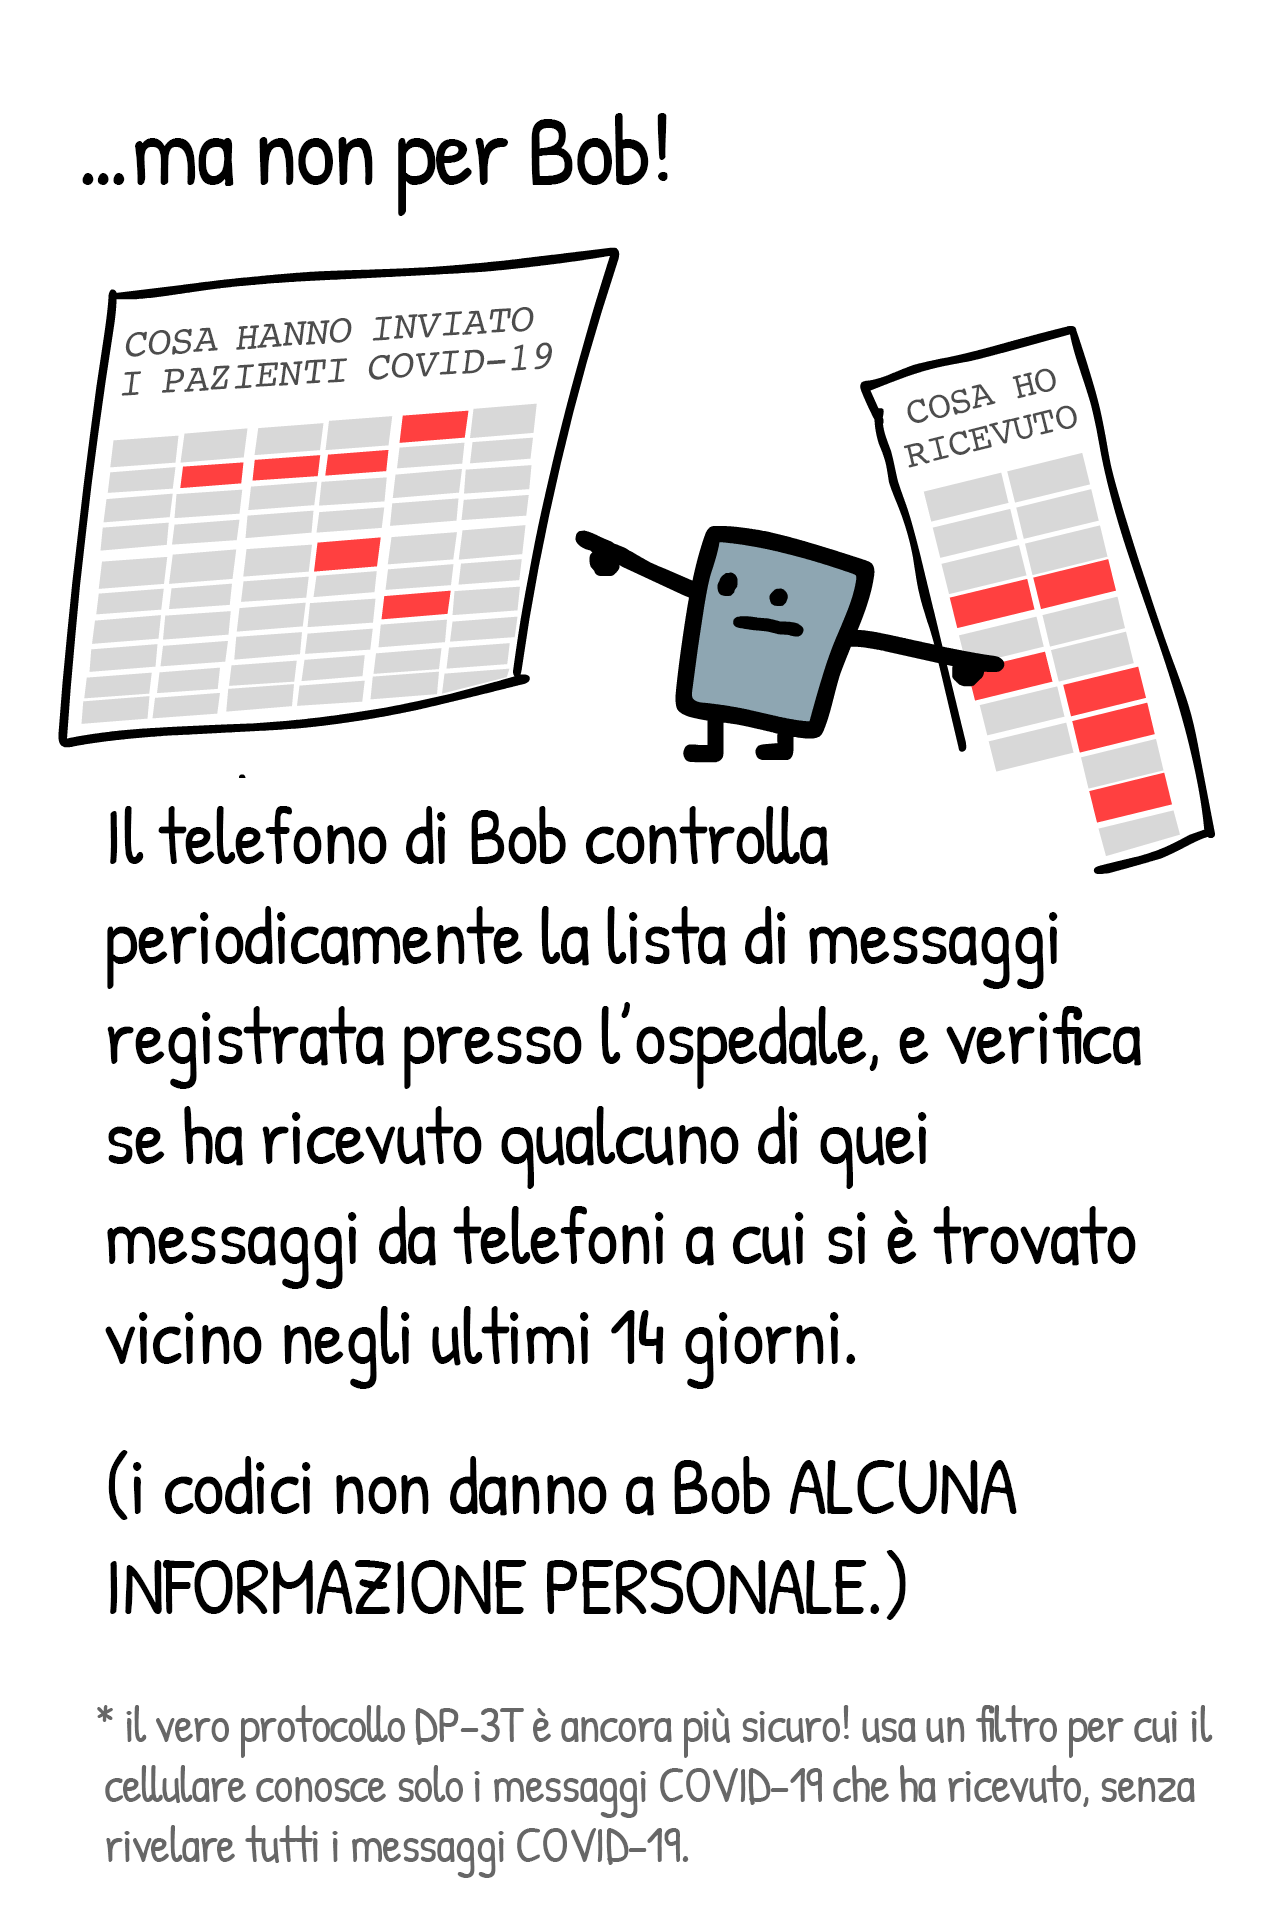 ...ma non per Bob!
COSA HANNO INVIATO
I PAZIENTI COVID-19
COSA HO
RICEVUTO
Il telefono di Bob controlla
periodicamente la lista di messaggi
registrata presso l'ospedale, e verifica
se ha ricevuto qualcuno di quei
messaggi da telefoni a cui si è trovato
vicino negli ultimi 14 giorni.
(i codici non danno a Bob ALCUNA
INFORMAZIONE PERSONALE.)
* il vero protocollo DP-3T è ancora più sicuro! usa un filtro per cui il
cellulare conosce solo i messaggi COVID-19 che ha ricevuto, senza
rivelare tutti i messaggi COVID-19.